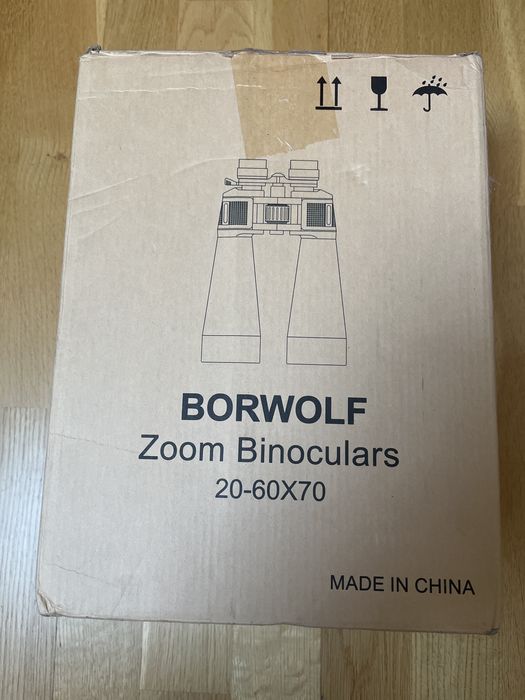 BORWOLF
Zoom Binoculars
20-60X70
MADE IN CHINA